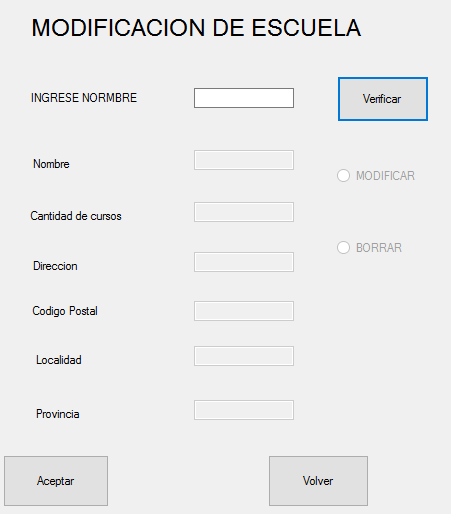 MODIFICACION DE ESCUELA
INGRESE NORMBRE
Verificar
Nombre
MODIFICAR
Cantidad de cursos
BORRAR
Direccion
Codigo Postal
Localidad
Provincia
Aceptar
Volver